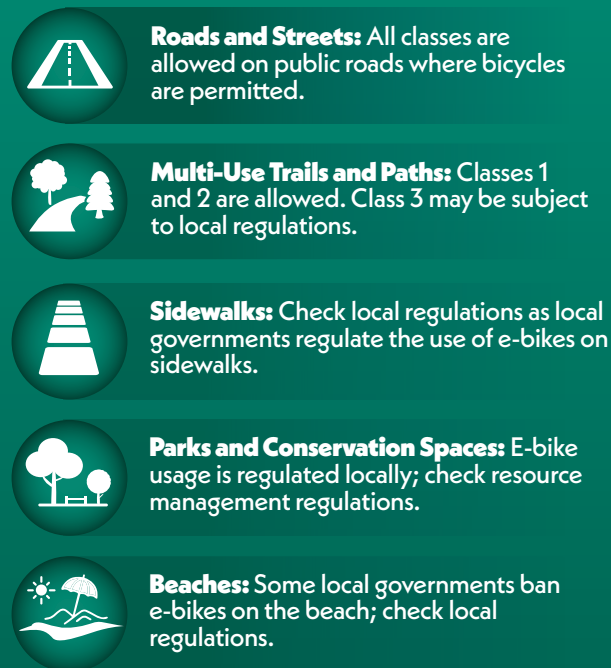 Roads and Streets: All classes are
allowed on public roads where bicycles
are permitted.
Multi-Use Trails and Paths: Classes 1
and 2 are allowed. Class 3 may be subject
to local regulations.
Sidewalks: Check local regulations as local
governments regulate the use of e-bikes on
sidewalks.
Parks and Conservation Spaces: E-bike
usage is regulated locally; check resource
management regulations.
Beaches: Some local governments ban
e-bikes on the beach; check local
regulations.